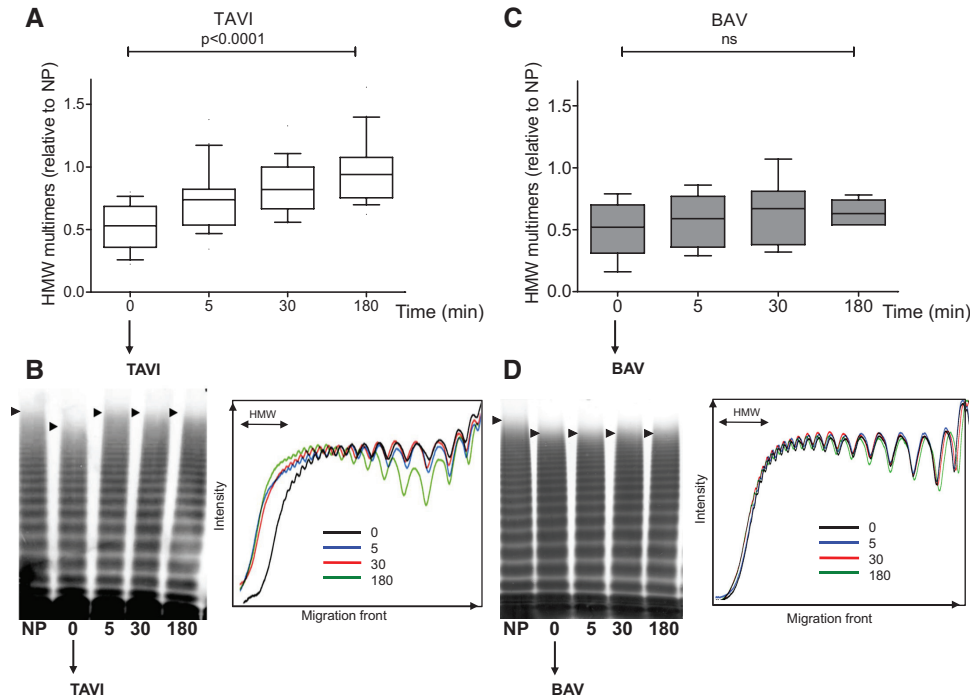 A
TAVI
p<0.0001
HMW multimers (relative to NP)
1.5
1.0
0.5
0.0
0 5 30 180 Time (min)
TAVI
C
BAV
ns
HMW multimers (relative to NP)
1.5
1.0
0.5
0.0
0 5 30 180 Time (min)
BAV
B
NP 0 5 30 180
TAVI
HMW
Intensity
0
5
30
180
Migration front
D
NP 0 5 30 180
BAV
HMW
Intensity
0
5
30
180
Migration front